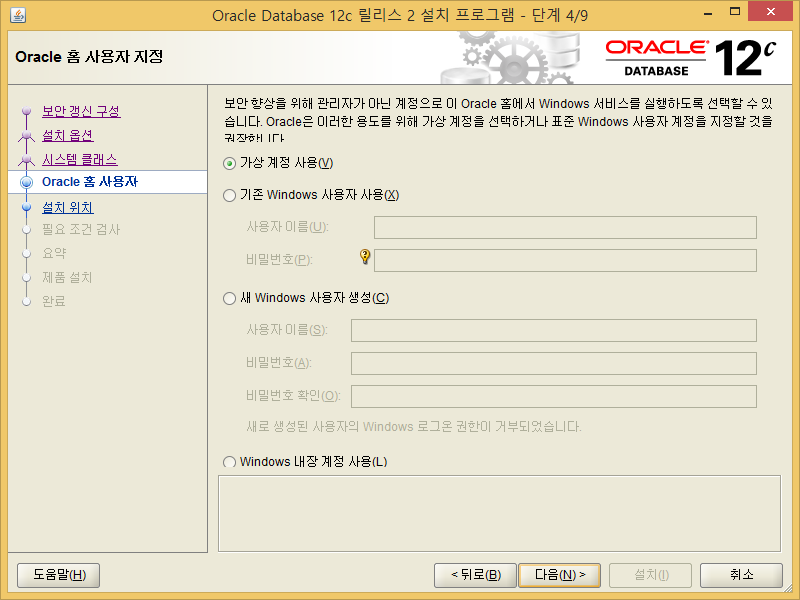 Oracle Database 12c 릴리스 2 설치 프로그램 - 단계 4/9
Oracle 홈 사용자 지정
ORACLE
DATABASE
12c
보안 갱신 구성
설치 옵션
시스템 클래스
Oracle 홈 사용자
설치 위치
필요 조건 검사
요약
제품 설치
완료
보안 향상을 위해 관리자가 아닌 계정으로 이 Oracle 홈에서 Windows 서비스를 실행하도록 선택할 수 있
습니다. Oracle은 이러한 용도를 위해 가상 계정을 선택하거나 표준 Windows 사용자 계정을 지정할 것을
권장합니다
가상 계정 사용(V)
기존 Windows 사용자 사용(X)
사용자 이름(U):
비밀번호(P):
새 Windows 사용자 생성(C)
사용자 이름(S):
비밀번호(A):
비밀번호 확인(O):
새로 생성된 사용자의 Windows 로그온 권한이 거부되었습니다.
Windows 내장 계정 사용(L)
도움말(H)
< 뒤로(B)
다음(N) >
설치(I)
취소